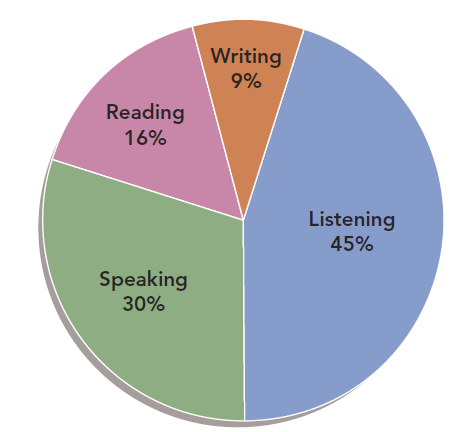 Writing
9%
Reading
16%
Listening
45%
Speaking
30%